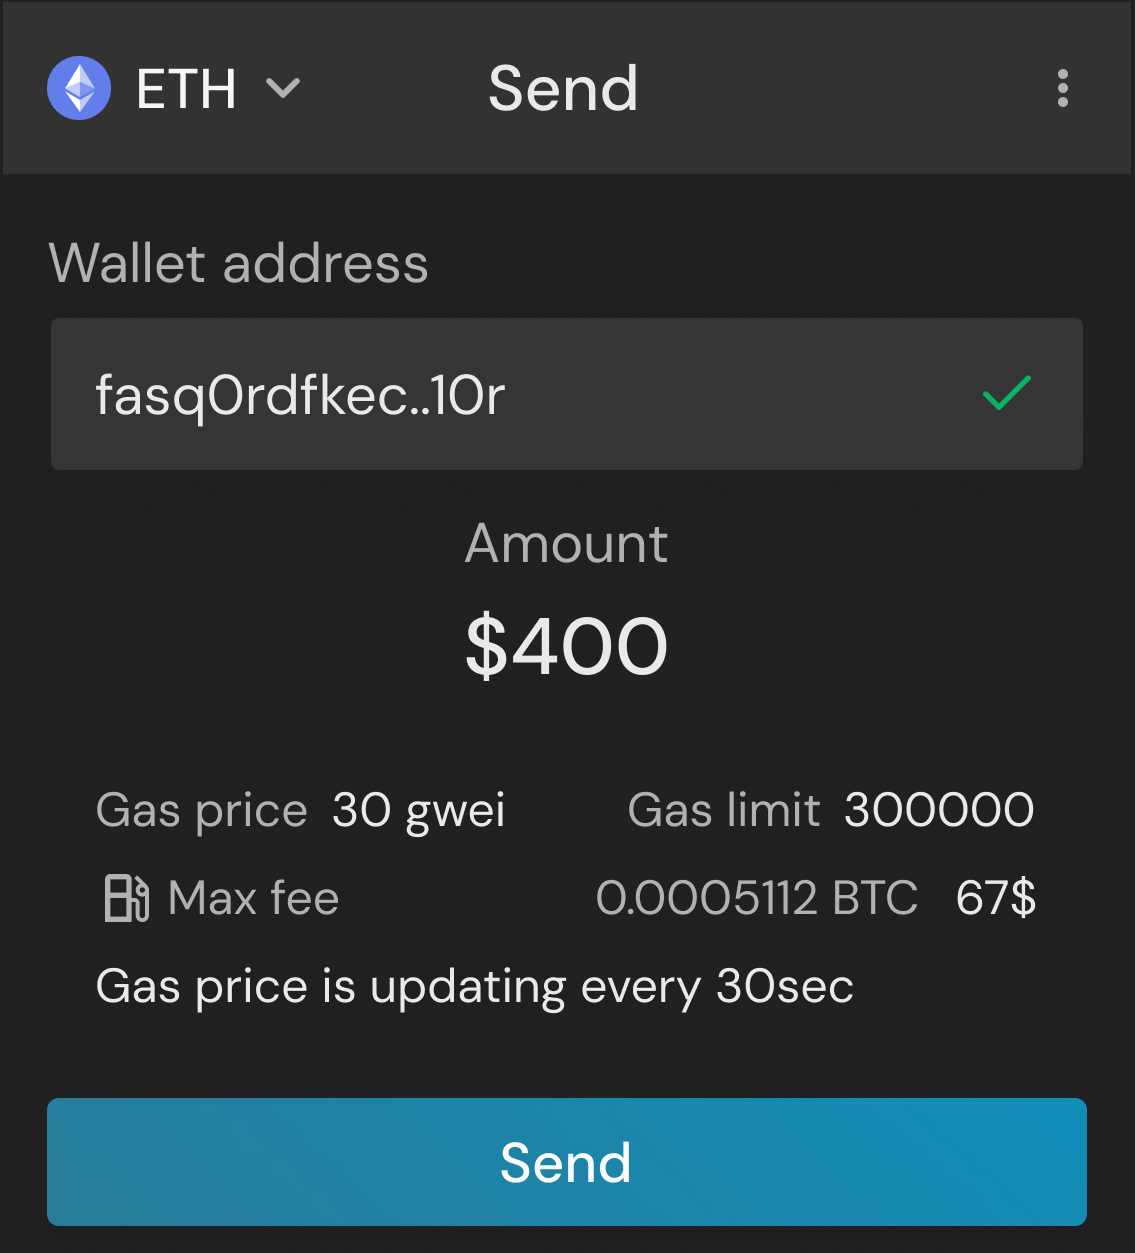 ETH Send
Wallet address
fasq0rdfkec..10r
Amount
$400
Gas price 30 gwei Gas limit 300000
Max fee 0.0005112 BTC 67$
Gas price is updating every 30sec
Send